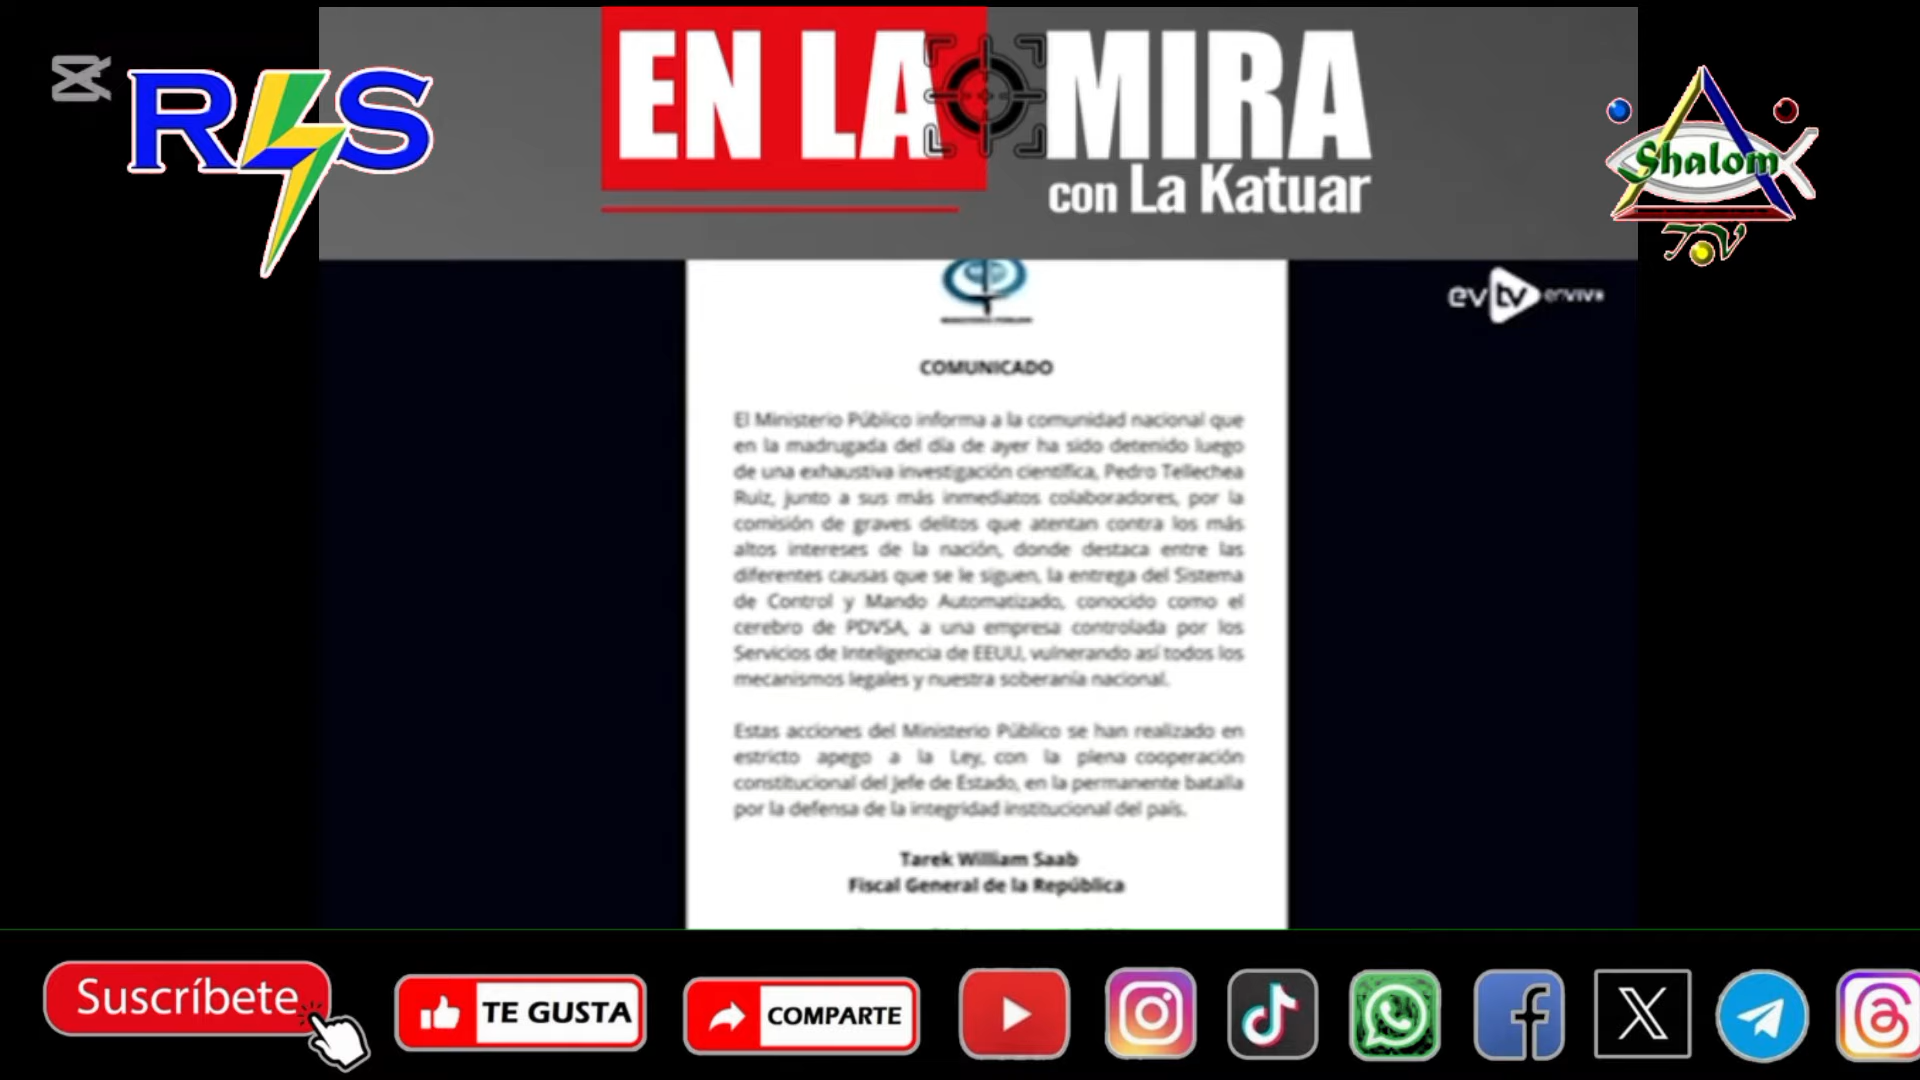 EN LA MIRA
con La Katuar
RS
Shalom
TV
evtv envivo
MINISTERIO PÚBLICO
COMUNICADO
El Ministerio Público informa a la comunidad nacional que
en la madrugada del día de ayer ha sido detenido luego
de una exhaustiva investigación científica, Pedro Tellechea
Ruiz, junto a sus más inmediatos colaboradores, por la
comisión de graves delitos que atentan contra los más
altos intereses de la nación, donde destaca entre las
diferentes causas que se le siguen, la entrega del Sistema
de Control y Mando Automatizado, conocido como el
cerebro de PDVSA, a una empresa controlada por los
Servicios de Inteligencia de EEUU, vulnerando así todos los
mecanismos legales y nuestra soberanía nacional.
Estas acciones del Ministerio Público se han realizado en
estricto apego a la Ley, con la plena cooperación
constitucional del Jefe de Estado, en la permanente batalla
por la defensa de la integridad institucional del país.
Tarek William Saab
Fiscal General de la República
Suscríbete
TE GUSTA
COMPARTE